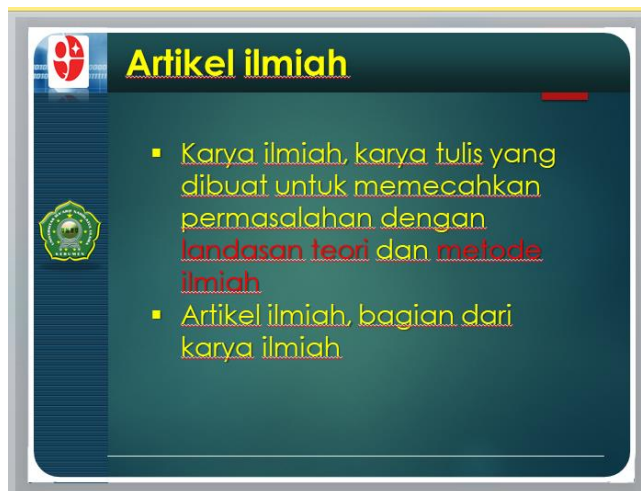 Artikel ilmiah
Karya ilmiah, karya tulis yang
dibuat untuk memecahkan
permasalahan dengan
landasan teori dan metode
ilmiah
Artikel ilmiah, bagian dari
karya ilmiah